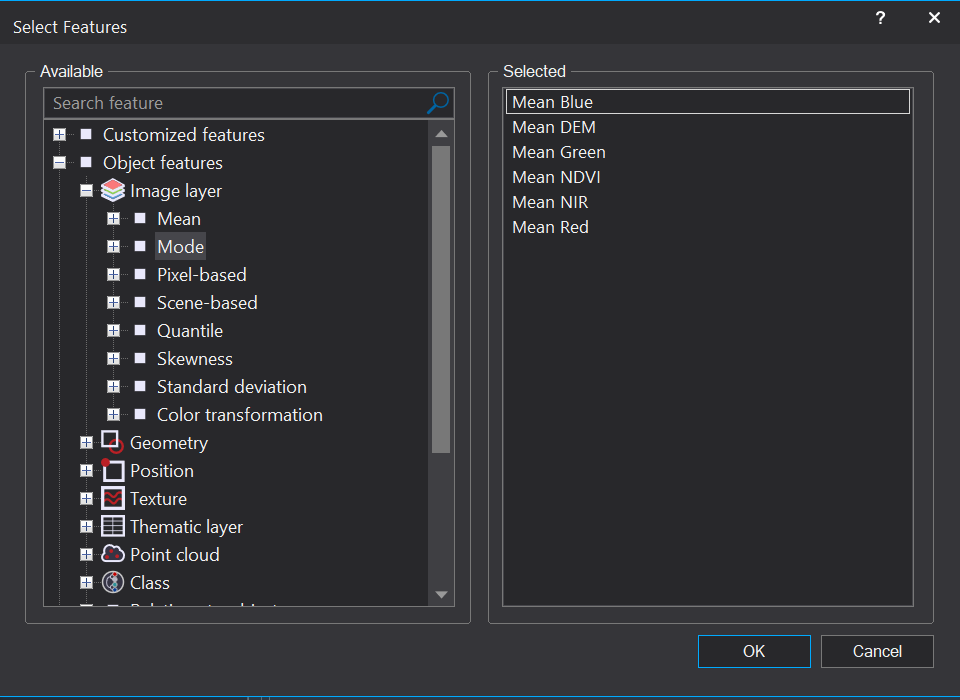 Select Features
?
Available
Search feature
Customized features
Object features
Image layer
Mean
Mode
Pixel-based
Scene-based
Quantile
Skewness
Standard deviation
Color transformation
Geometry
Position
Texture
Thematic layer
Point cloud
Class
Selected
Mean Blue
Mean DEM
Mean Green
Mean NDVI
Mean NIR
Mean Red
OK
Cancel